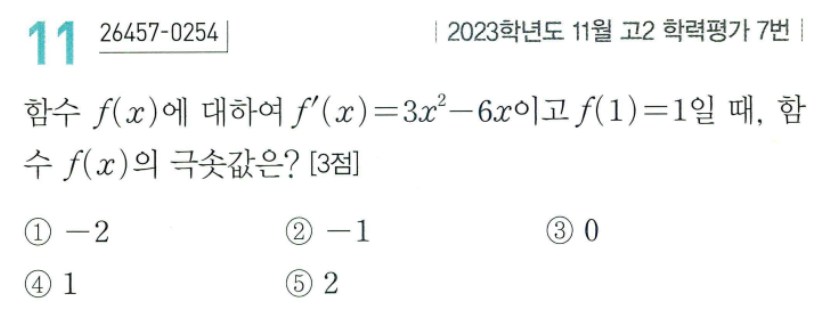 11 26457-0254 | 2023학년도 11월 고2 학력평가 7번 |
함수 f(x)에 대하여 f′(x)=3x²−6x이고 f(1)=1일 때, 함
수 f(x)의 극솟값은? [3점]
① −2 ② −1 ③ 0
④ 1 ⑤ 2